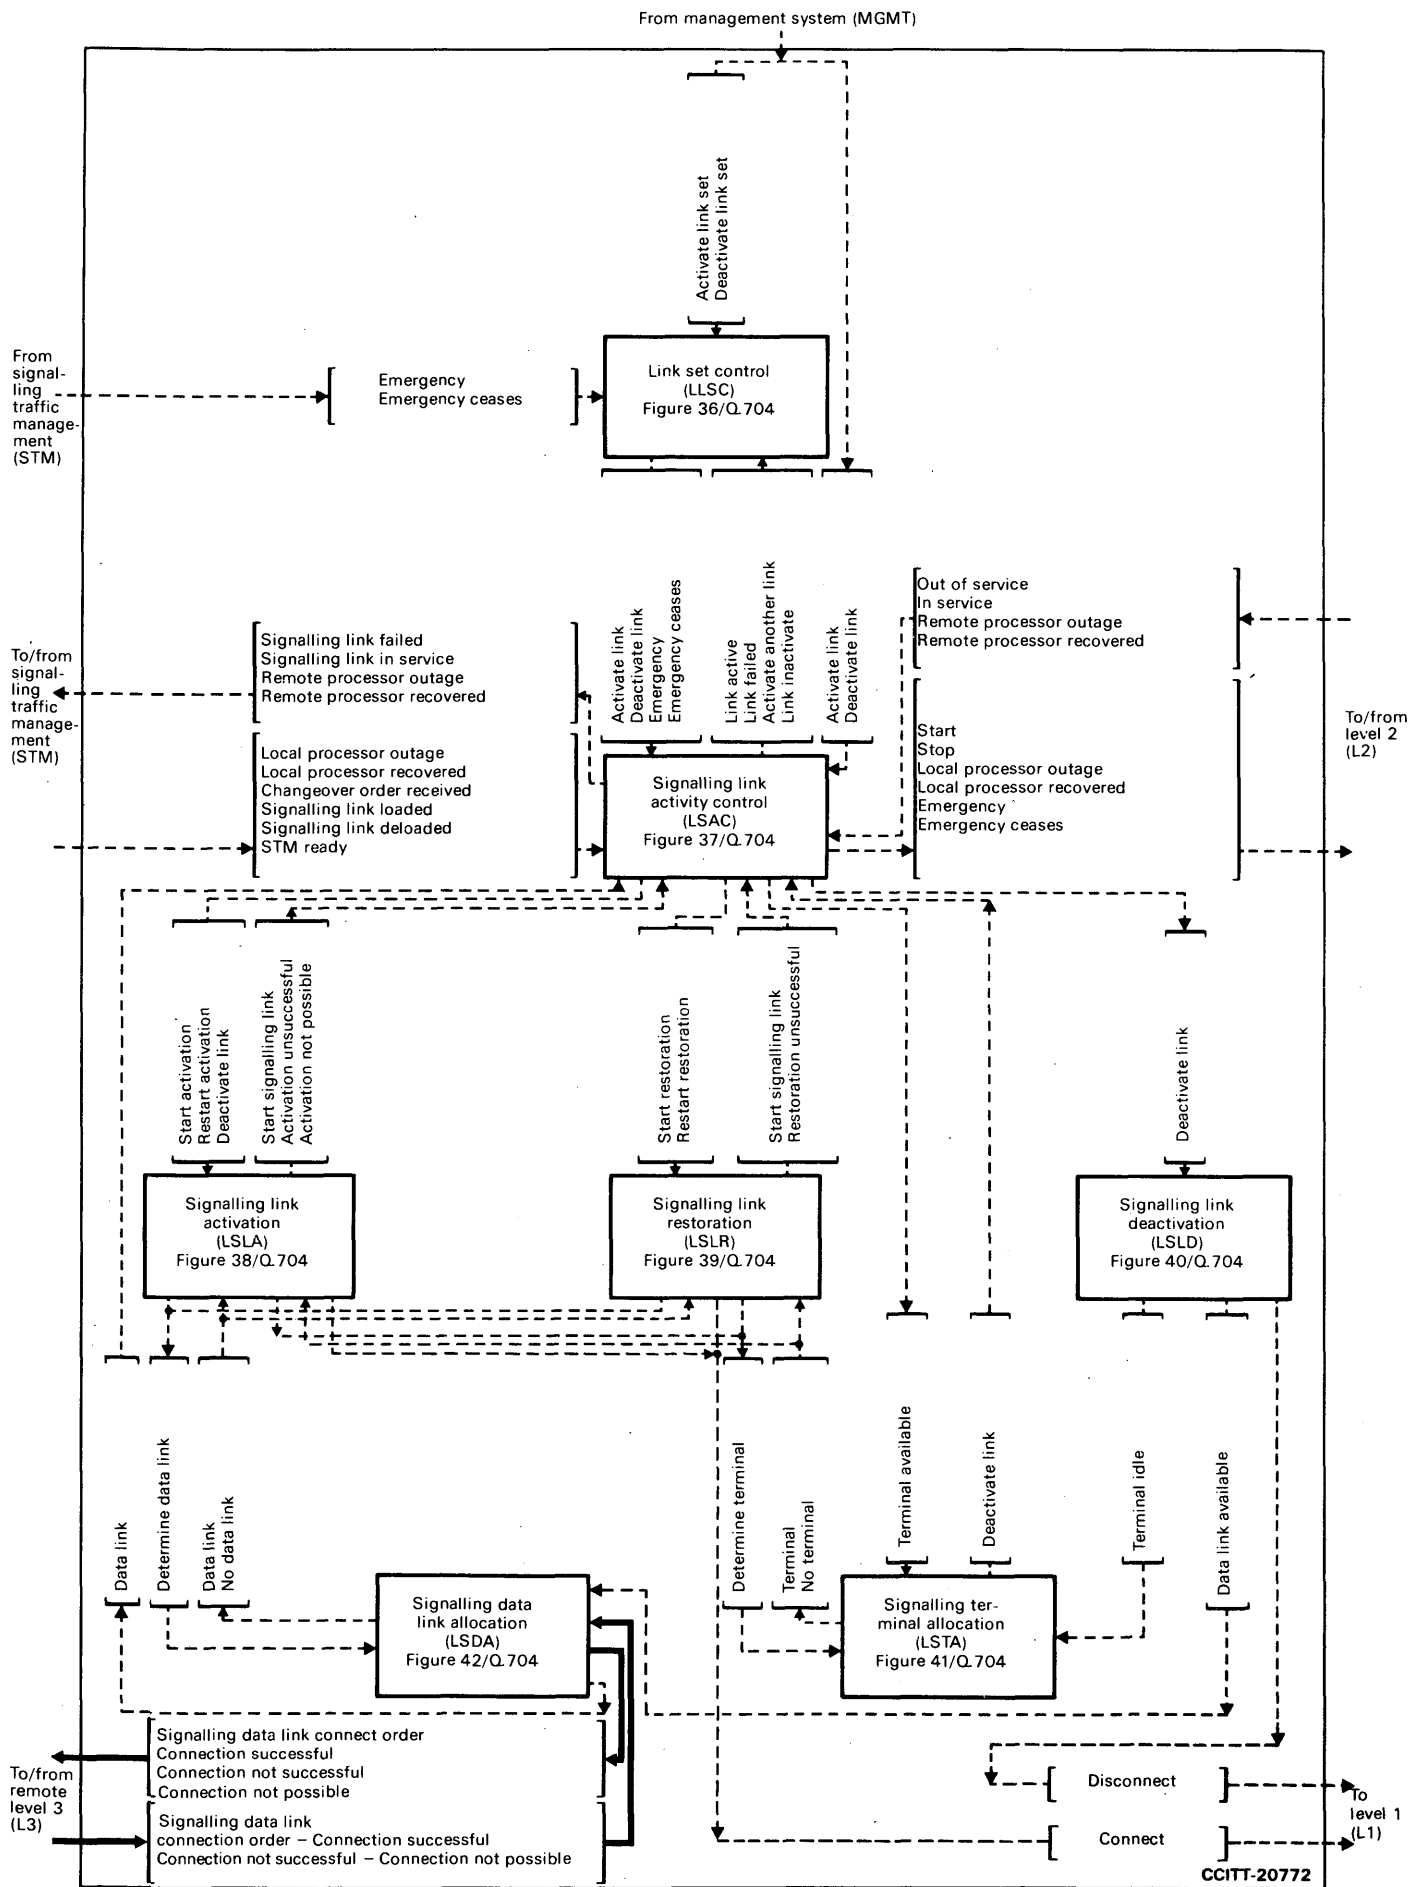 From management system (MGMT)
Activate link set
Deactivate link set
From
signal-
ling
traffic
manage-
ment
(STM)
Emergency
Emergency ceases
Link set control
(LLSC)
Figure 36/Q.704
To/from
signal-
ling
traffic
manage-
ment
(STM)
Signalling link failed
Signalling link in service
Remote processor outage
Remote processor recovered
Local processor outage
Local processor recovered
Changeover order received
Signalling link loaded
Signalling link deloaded
STM ready
Activate link
Deactivate link
Emergency
Emergency ceases
Link active
Link failed
Activate another link
Link inactivate
Activate link
Deactivate link
Out of service
In service
Remote processor outage
Remote processor recovered
Start
Stop
Local processor outage
Local processor recovered
Emergency
Emergency ceases
To/from
level 2
(L2)
Signalling link
activity control
(LSAC)
Figure 37/Q.704
Start activation
Restart activation
Deactivate link
Start signalling link
Activation unsuccessful
Activation not possible
Start restoration
Restart restoration
Start signalling link
Restoration unsuccessful
Deactivate link
Signalling link
activation
(LSLA)
Figure 38/Q.704
Signalling link
restoration
(LSLR)
Figure 39/Q.704
Signalling link
deactivation
(LSLD)
Figure 40/Q.704
Data link
Determine data link
Data link
No data link
Determine terminal
Terminal
No terminal
Terminal available
Deactivate link
Terminal idle
Data link available
Signalling data
link allocation
(LSDA)
Figure 42/Q.704
Signalling ter-
minal allocation
(LSTA)
Figure 41/Q.704
To/from
remote
level 3
(L3)
Signalling data link connect order
Connection successful
Connection not successful
Connection not possible
Signalling data link
connection order – Connection successful
Connection not successful – Connection not possible
Disconnect
Connect
To
level 1
(L1)
CCITT-20772